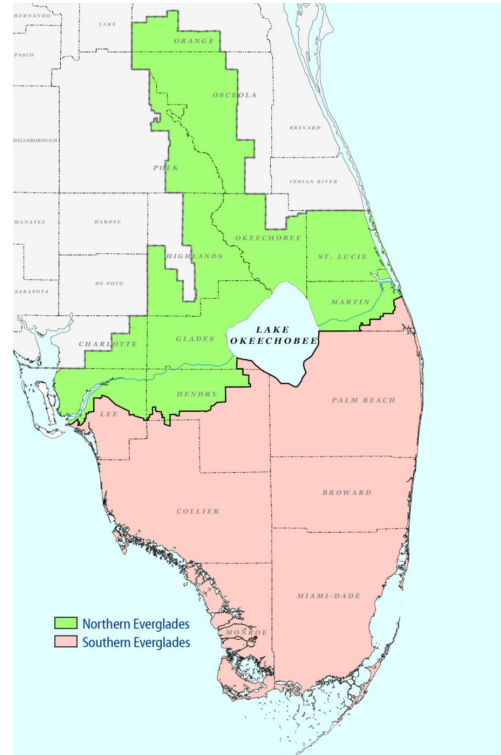 HERNANDO
LAKE
ORANGE
PASCO
OSCEOLA
BREVARD
HILLSBOROUGH
POLK
INDIAN RIVER
MANATEE
HARDEE
OKEECHOBEE
HIGHLANDS
ST. LUCIE
SARASOTA
DE SOTO
MARTIN
LAKE
OKEECHOBEE
CHARLOTTE
GLADES
HENDRY
PALM BEACH
LEE
BROWARD
COLLIER
MIAMI-DADE
Northern Everglades
MONROE
Southern Everglades